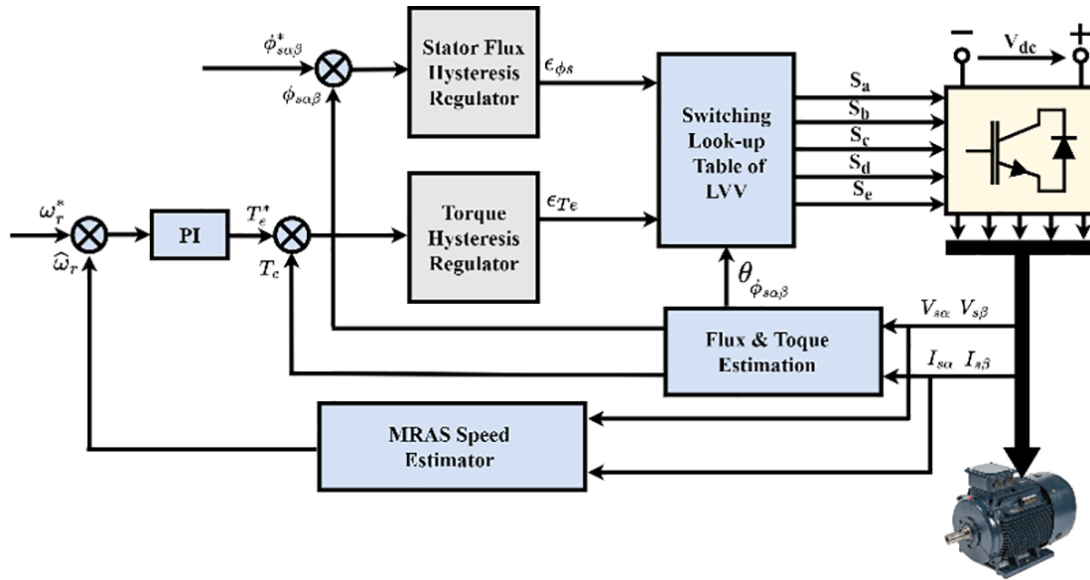 ϕ*sαβ
ϕsαβ
Stator Flux
Hysteresis
Regulator
ϵϕs
Switching
Look-up
Table of
LVV
Sa
Sb
Sc
Sd
Se
− Vdc +
ω*r
ω̂r
PI
T*e
Te
Torque
Hysteresis
Regulator
ϵTe
θϕsαβ
Flux & Toque
Estimation
Vsα Vsβ
Isα Isβ
MRAS Speed
Estimator